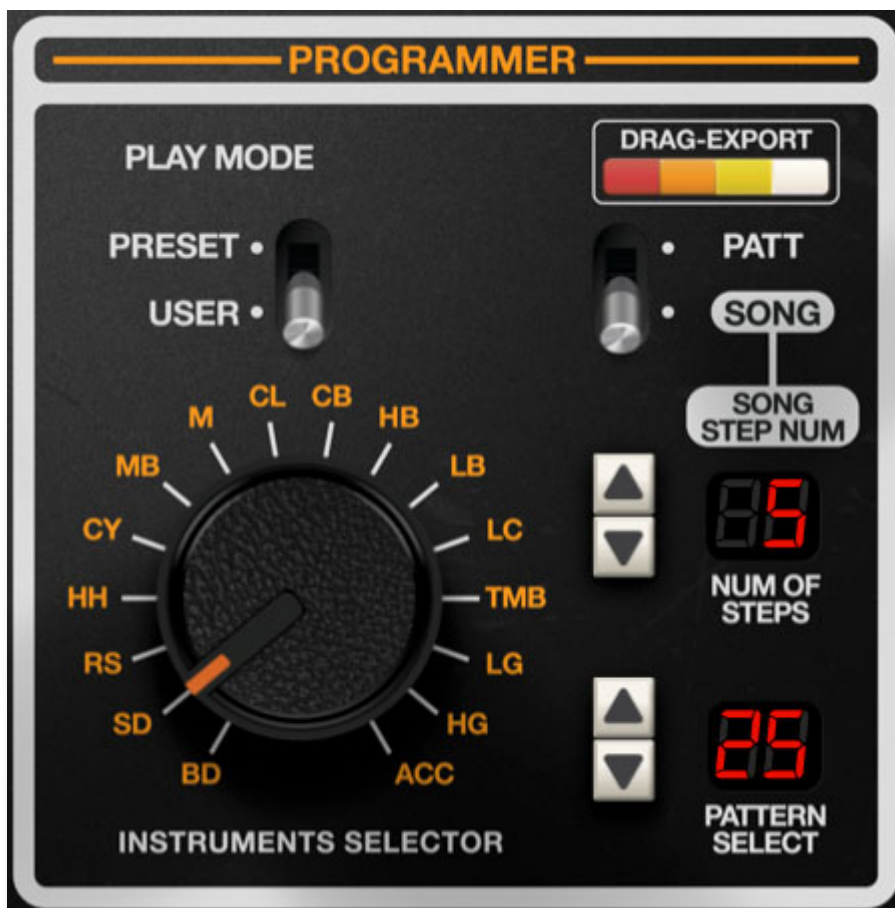 PROGRAMMER
PLAY MODE
DRAG-EXPORT
PRESET
USER
PATT
SONG
SONG
STEP NUM
CL
CB
M
HB
MB
LB
CY
LC
HH
TMB
RS
LG
SD
HG
BD
ACC
INSTRUMENTS SELECTOR
5
NUM OF
STEPS
25
PATTERN
SELECT